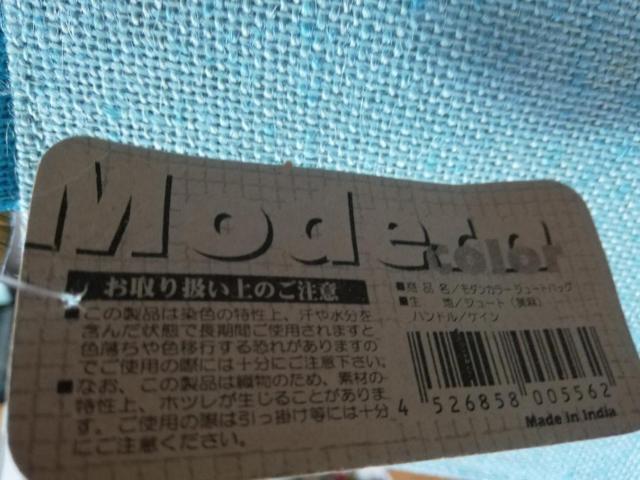 Modern
color
お取り扱い上のご注意
■この製品は染色の特性上、汗や水分を
含んだ状態で長期間ご使用されますと
色落ちや色移行する恐れがありますの
でご使用の際には十分にご注意下さい。
■なお、この製品は織物のため、素材の
特性上、ホツレが生じることがありま
す。ご使用の際は引っ掛け等には十分
にご注意ください。
■商品名/モダンカラージュートバッグ
■生地/ジュート(黄麻)
ハンドル/ケイン
4 526858 005562
Made in India